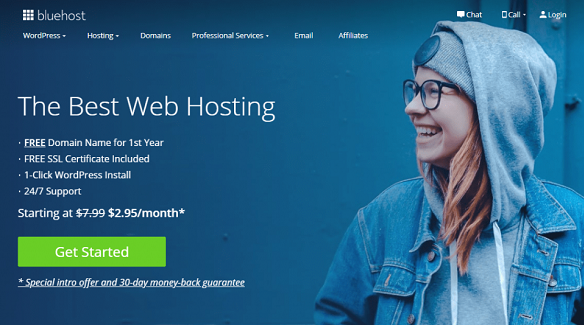 bluehost
Chat
Call
Login
WordPress
Hosting
Domains
Professional Services
Email
Affiliates
The Best Web Hosting
· FREE Domain Name for 1st Year
· FREE SSL Certificate Included
· 1-Click WordPress Install
· 24/7 Support
Starting at $7.99 $2.95/month*
Get Started
* Special intro offer and 30-day money-back guarantee